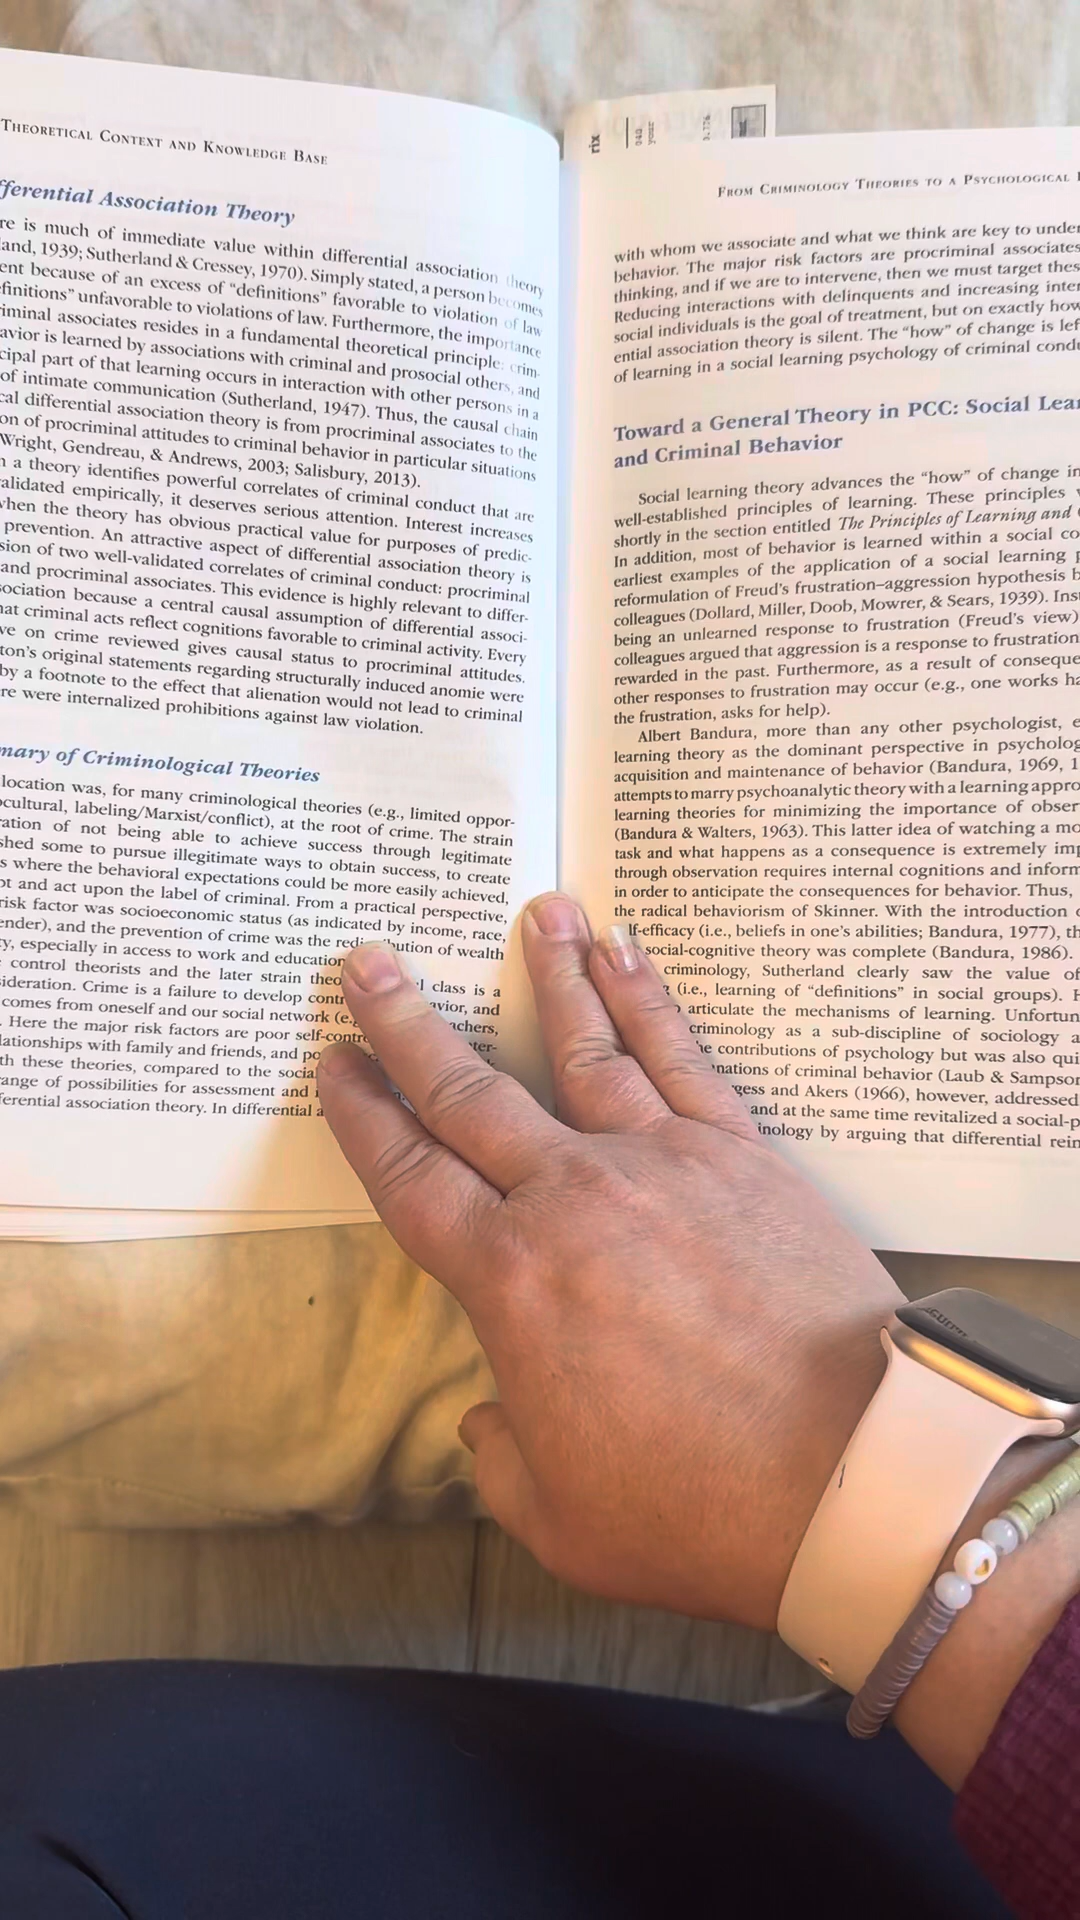 THEORETICAL CONTEXT AND KNOWLEDGE BASE
fferential Association Theory
re is much of immediate value within differential association theory
land, 1939; Sutherland & Cressey, 1970). Simply stated, a person becomes
ent because of an excess of “definitions” favorable to violation of law
efinitions” unfavorable to violations of law. Furthermore, the importance
riminal associates resides in a fundamental theoretical principle: crim-
avior is learned by associations with criminal and prosocial others, and
cipal part of that learning occurs in interaction with other persons in a
of intimate communication (Sutherland, 1947). Thus, the causal chain
cal differential association theory is from procriminal associates to the
on of procriminal attitudes to criminal behavior in particular situations
Wright, Gendreau, & Andrews, 2003; Salisbury, 2013).
n a theory identifies powerful correlates of criminal conduct that are
alidated empirically, it deserves serious attention. Interest increases
when the theory has obvious practical value for purposes of predic-
prevention. An attractive aspect of differential association theory is
sion of two well-validated correlates of criminal conduct: procriminal
and procriminal associates. This evidence is highly relevant to differ-
sociation because a central causal assumption of differential associ-
hat criminal acts reflect cognitions favorable to criminal activity. Every
ve on crime reviewed gives causal status to procriminal attitudes.
ton’s original statements regarding structurally induced anomie were
by a footnote to the effect that alienation would not lead to criminal
re were internalized prohibitions against law violation.
mary of Criminological Theories
location was, for many criminological theories (e.g., limited oppor-
ocultural, labeling/Marxist/conflict), at the root of crime. The strain
ration of not being able to achieve success through legitimate
shed some to pursue illegitimate ways to obtain success, to create
s where the behavioral expectations could be more easily achieved,
pt and act upon the label of criminal. From a practical perspective,
risk factor was socioeconomic status (as indicated by income, race,
ender), and the prevention of crime was the redi bution of wealth
ty, especially in access to work and education
control theorists and the later strain theo l class is a
sideration. Crime is a failure to develop contr avior, and
comes from oneself and our social network (e.g achers,
. Here the major risk factors are poor self-contr ter-
lationships with family and friends, and po
th these theories, compared to the socia
ange of possibilities for assessment and i
ferential association theory. In differential a
rix
your
FROM CRIMINOLOGY THEORIES TO A PSYCHOLOGICAL
with whom we associate and what we think are key to under
behavior. The major risk factors are procriminal associates
thinking, and if we are to intervene, then we must target thes
Reducing interactions with delinquents and increasing inter
social individuals is the goal of treatment, but on exactly how
ential association theory is silent. The “how” of change is lef
of learning in a social learning psychology of criminal condu
Toward a General Theory in PCC: Social Lear
and Criminal Behavior
Social learning theory advances the “how” of change in
well-established principles of learning. These principles
shortly in the section entitled The Principles of Learning and
In addition, most of behavior is learned within a social co
earliest examples of the application of a social learning p
reformulation of Freud’s frustration–aggression hypothesis b
colleagues (Dollard, Miller, Doob, Mowrer, & Sears, 1939). Inst
being an unlearned response to frustration (Freud’s view)
colleagues argued that aggression is a response to frustration
rewarded in the past. Furthermore, as a result of conseque
other responses to frustration may occur (e.g., one works ha
the frustration, asks for help).
Albert Bandura, more than any other psychologist, e
learning theory as the dominant perspective in psycholog
acquisition and maintenance of behavior (Bandura, 1969, 1
attempts to marry psychoanalytic theory with a learning appro
learning theories for minimizing the importance of obser
(Bandura & Walters, 1963). This latter idea of watching a mo
task and what happens as a consequence is extremely imp
through observation requires internal cognitions and inform
in order to anticipate the consequences for behavior. Thus,
the radical behaviorism of Skinner. With the introduction
lf-efficacy (i.e., beliefs in one’s abilities; Bandura, 1977), th
social-cognitive theory was complete (Bandura, 1986).
criminology, Sutherland clearly saw the value of
g (i.e., learning of “definitions” in social groups). H
articulate the mechanisms of learning. Unfortun
criminology as a sub-discipline of sociology a
he contributions of psychology but was also qui
nations of criminal behavior (Laub & Sampson
gess and Akers (1966), however, addressed
and at the same time revitalized a social-p
inology by arguing that differential rein